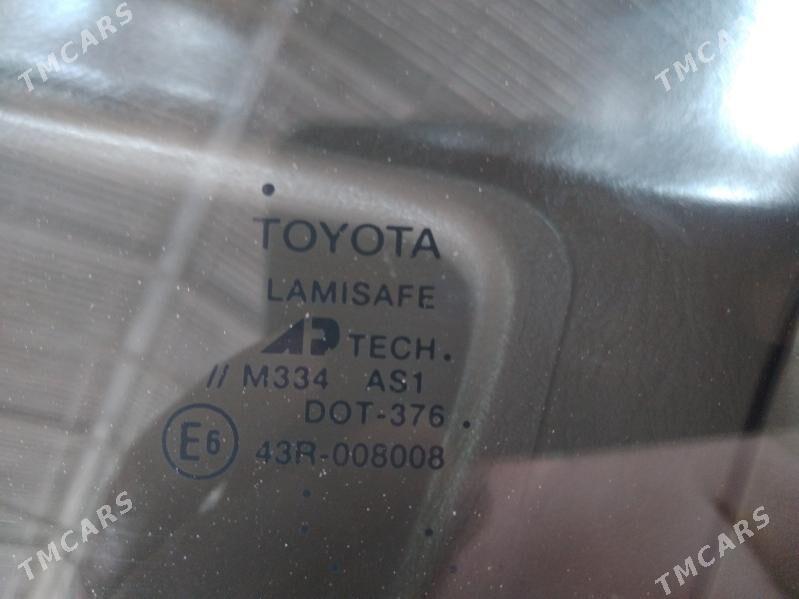 TMCARS
TMCARS
TOYOTA
LAMISAFE
AP TECH.
// M334 AS1
DOT-376
E6 43R-008008
TMCARS
TMCARS